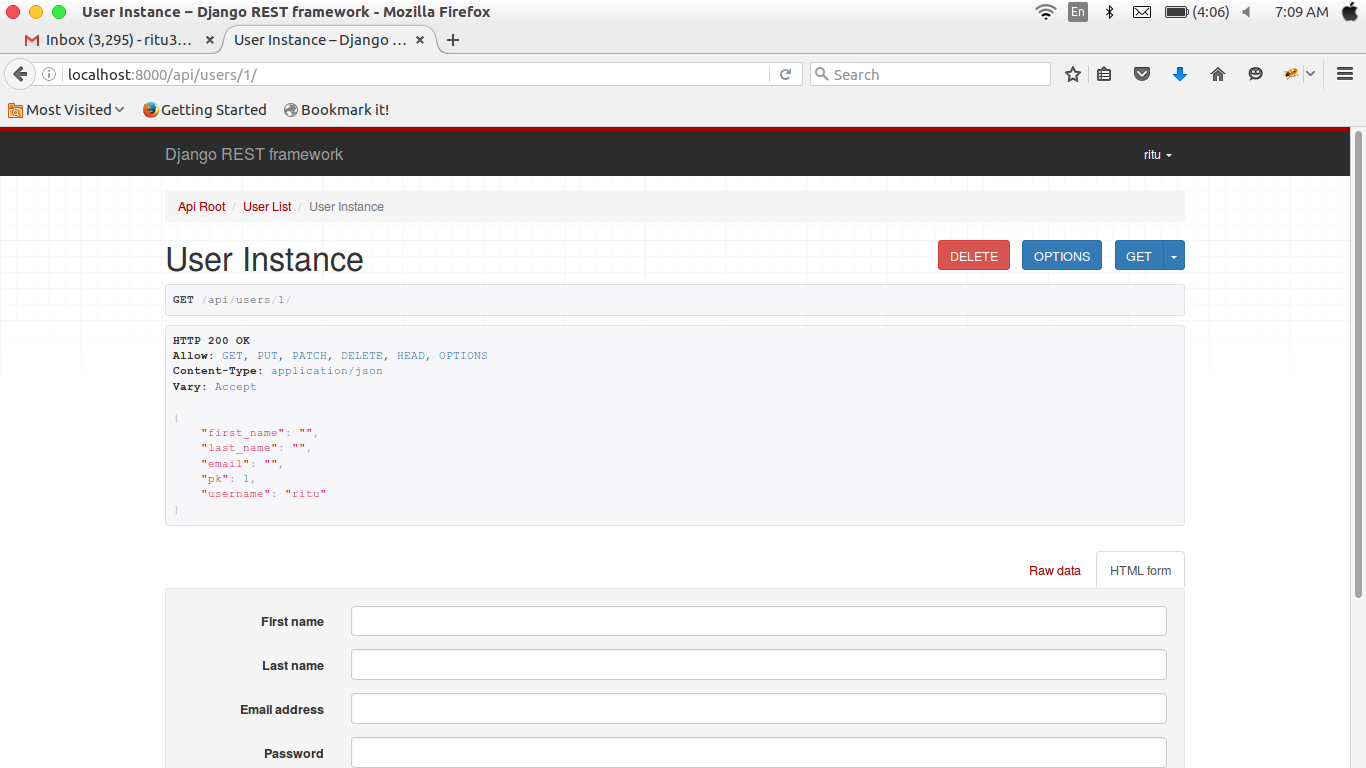 User Instance – Django REST framework - Mozilla Firefox
En
(4:06)
7:09 AM
Inbox (3,295) - ritu3... ×
User Instance – Django ... ×
localhost:8000/api/users/1/
Search
Most Visited
Getting Started
Bookmark it!
Django REST framework
ritu
Api Root / User List / User Instance
User Instance
DELETE
OPTIONS
GET
GET /api/users/1/
HTTP 200 OK
Allow: GET, PUT, PATCH, DELETE, HEAD, OPTIONS
Content-Type: application/json
Vary: Accept
{
"first_name": "",
"last_name": "",
"email": "",
"pk": 1,
"username": "ritu"
}
Raw data
HTML form
First name
Last name
Email address
Password